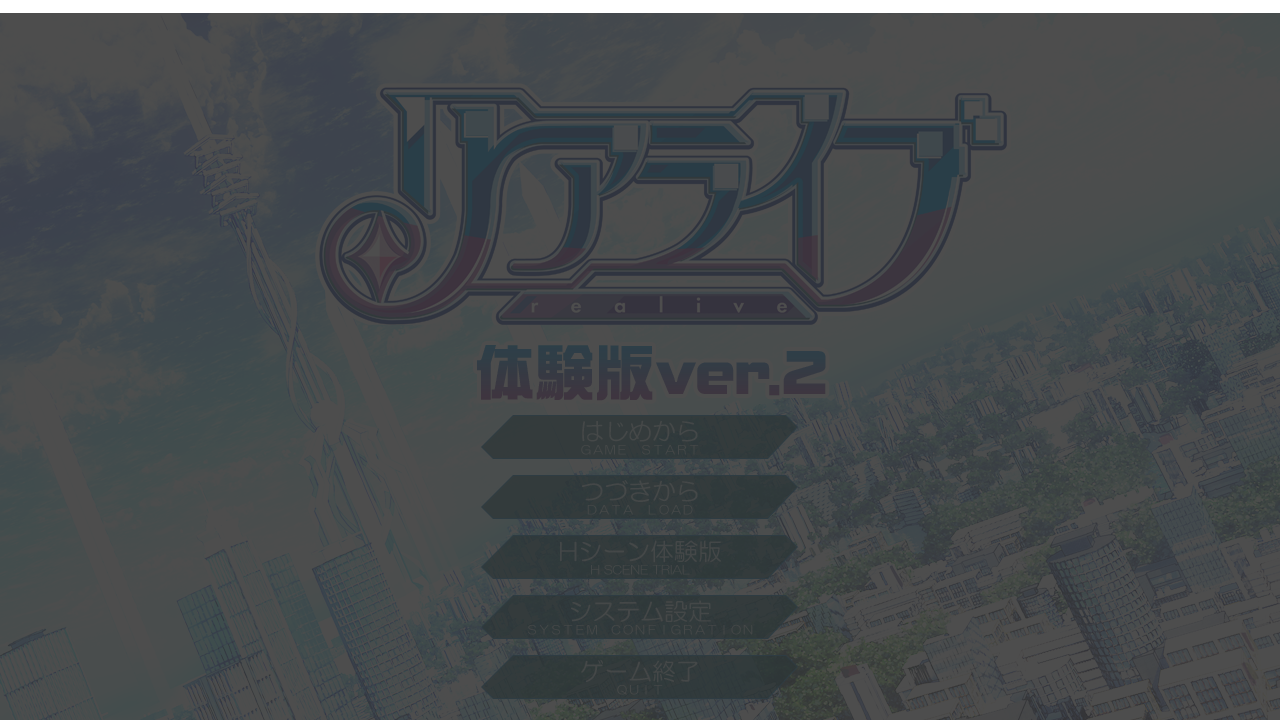 リアライブ
realive
体験版ver.2
はじめから
GAME START
つづきから
DATA LOAD
Hシーン体験版
H-SCENE TRIAL
システム設定
SYSTEM CONFIGRATION
ゲーム終了
QUiT